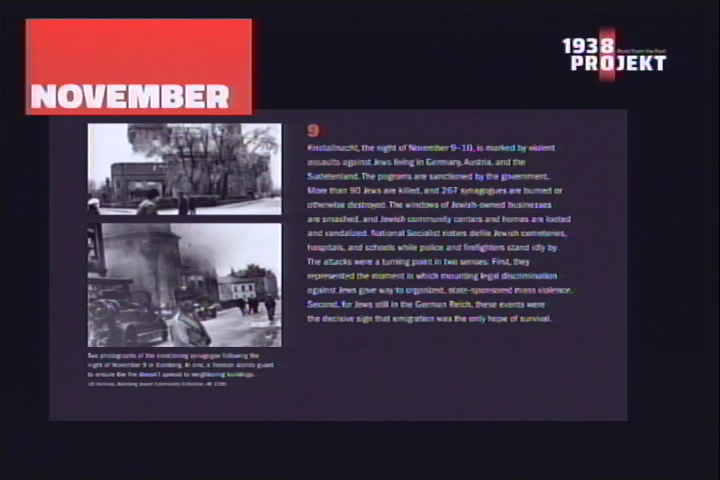 NOVEMBER
1938
PROJEKT
9
Kristallnacht, the night of November 9–10, is marked by violent
assaults against Jews living in Germany, Austria, and the
Sudetenland. The pogroms are sanctioned by the government.
More than 90 Jews are killed, and 267 synagogues are burned or
otherwise destroyed. The windows of Jewish-owned businesses
are smashed, and Jewish community centers and homes are looted
and vandalized. National Socialist rioters defile Jewish cemeteries,
hospitals, and schools while police and firefighters stand idly by.
The attacks were a turning point in two senses: First, they
represented the moment in which mounting legal discrimination
against Jews gave way to organized, state-sponsored mass violence.
Second, for Jews still in the German Reich, these events were
the decisive sign that emigration was the only hope of survival.
Two photographs of the smoldering synagogue following the
night of November 9 in Bamberg. In one, a fireman stands guard
to ensure the fire doesn't spread to neighboring buildings.
Bamberg Jewish Community Collection, AR